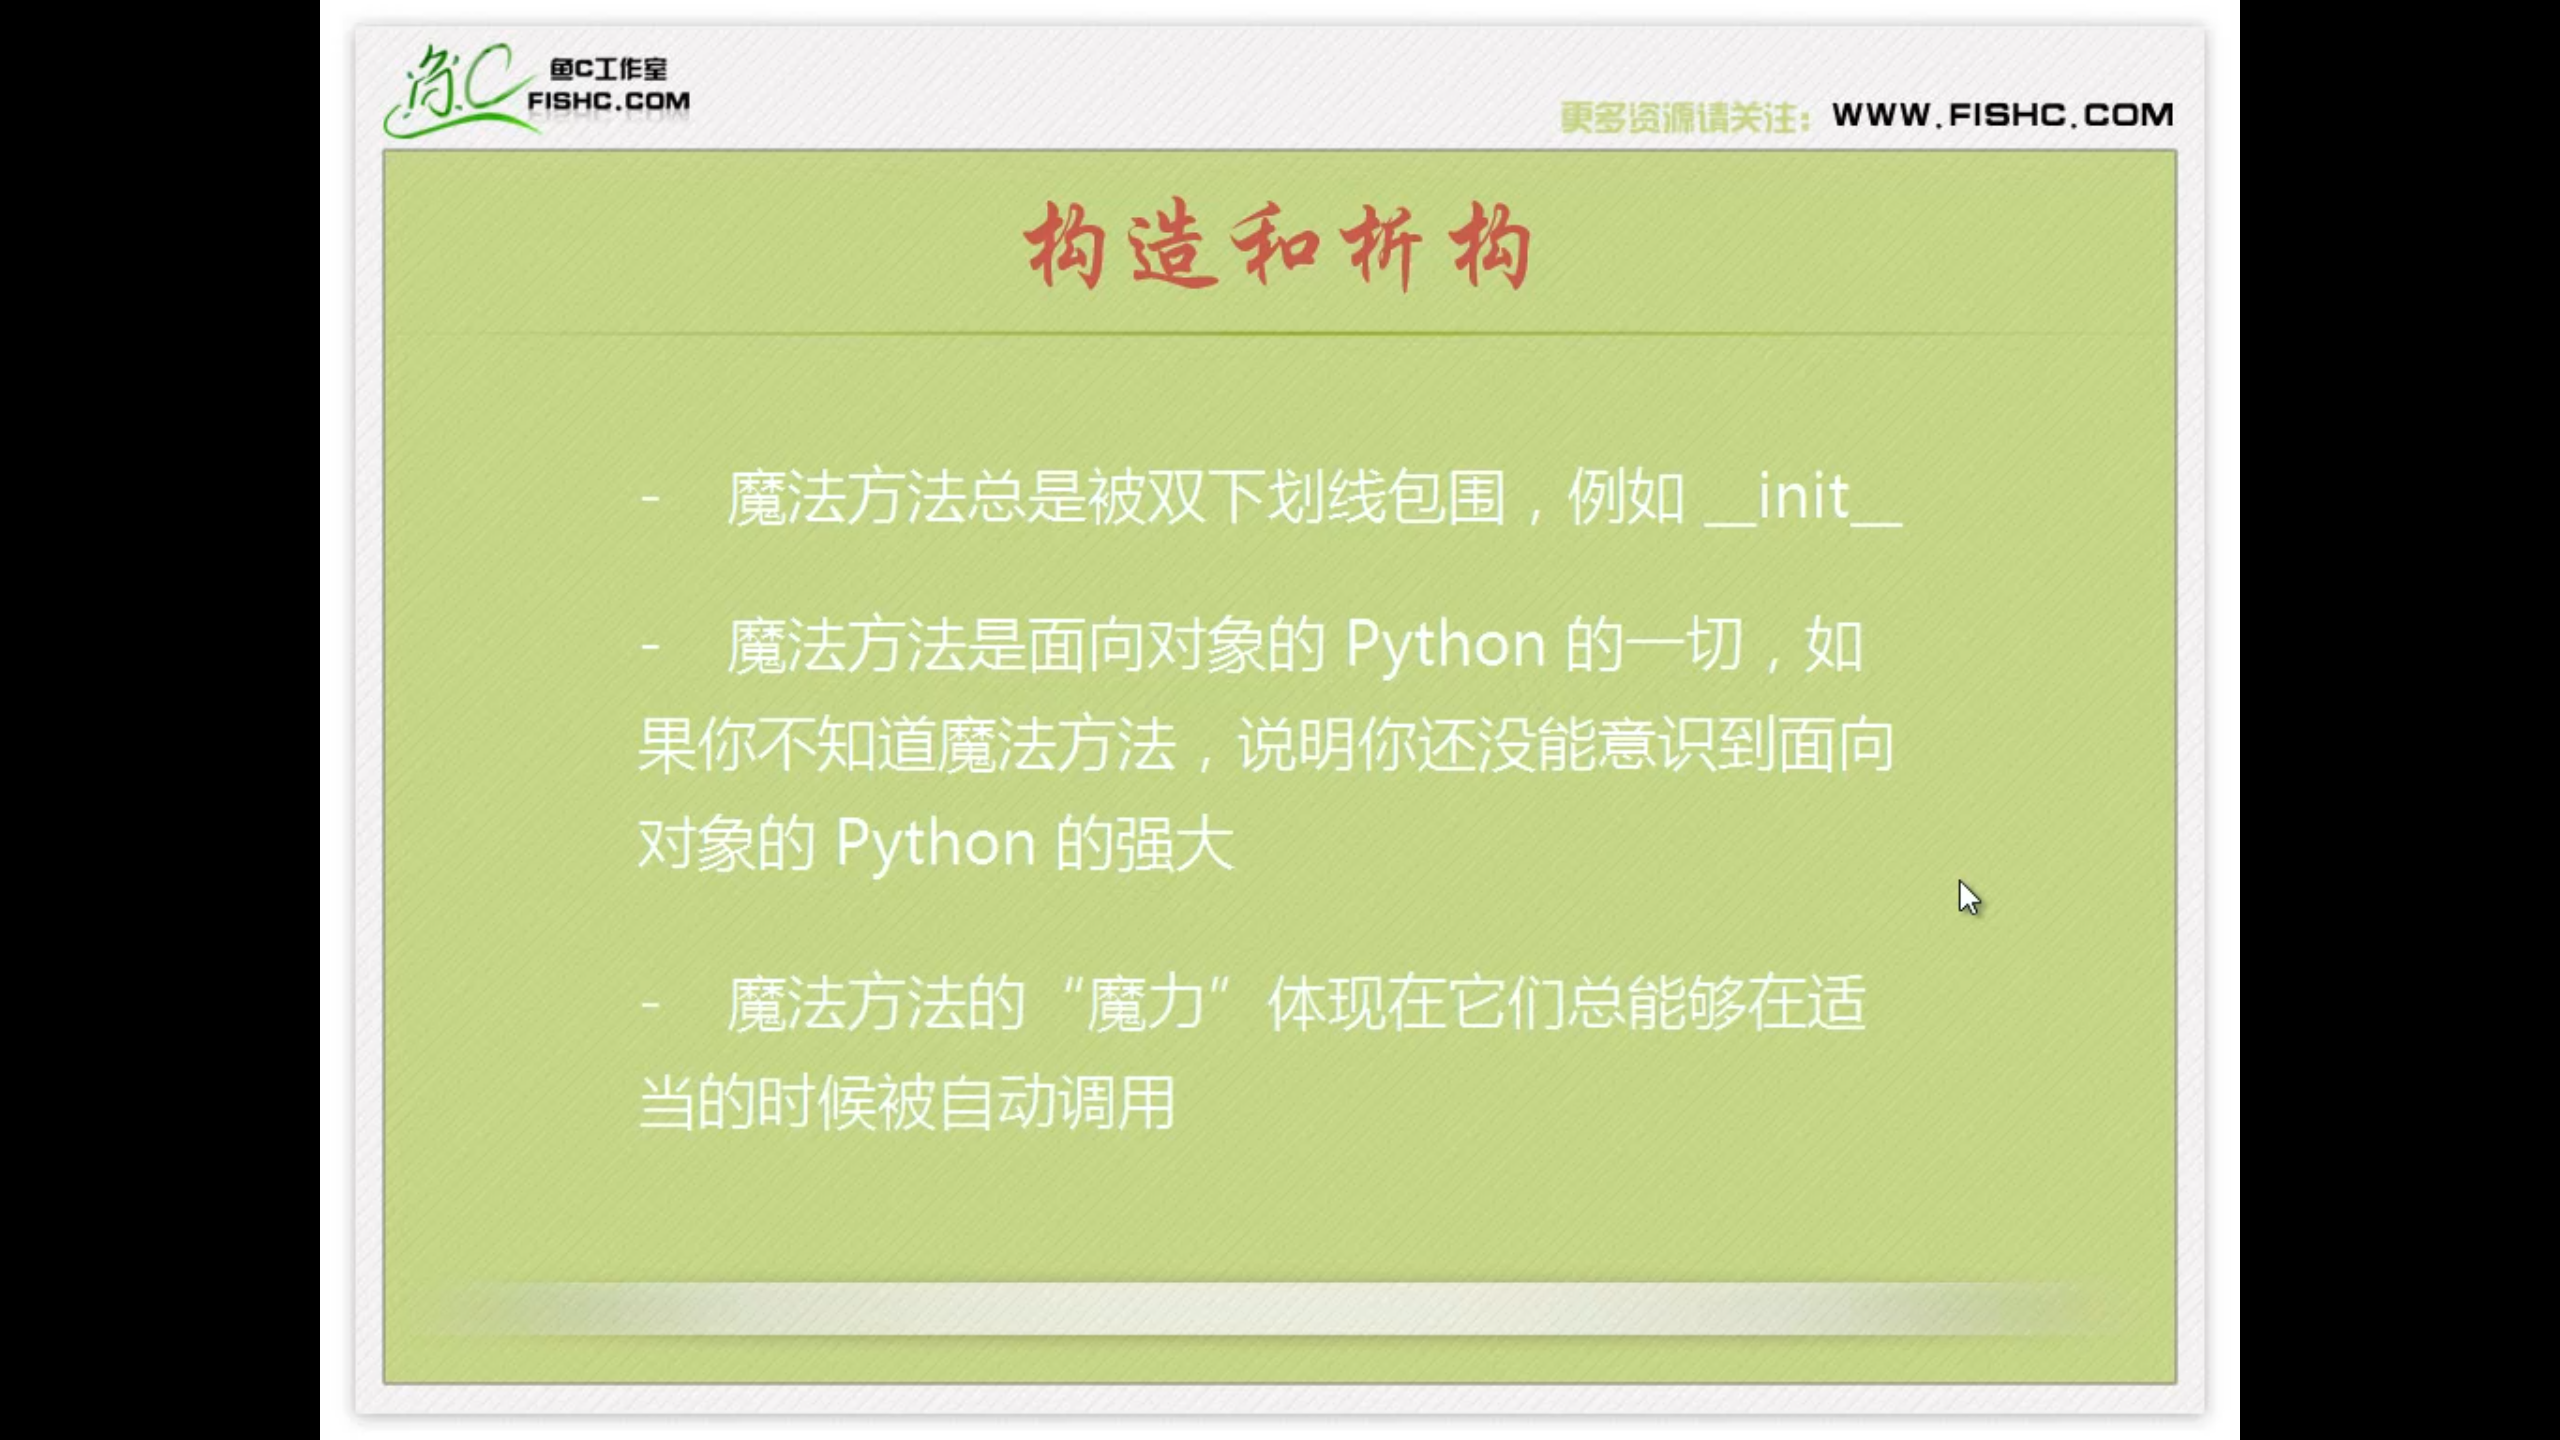 鱼C工作室
FISHC.COM
更多资源请关注: WWW.FISHC.COM
构造和析构
- 魔法方法总是被双下划线包围，例如 __init__
- 魔法方法是面向对象的 Python 的一切，如
果你不知道魔法方法，说明你还没能意识到面向
对象的 Python 的强大
- 魔法方法的“魔力”体现在它们总能够在适
当的时候被自动调用